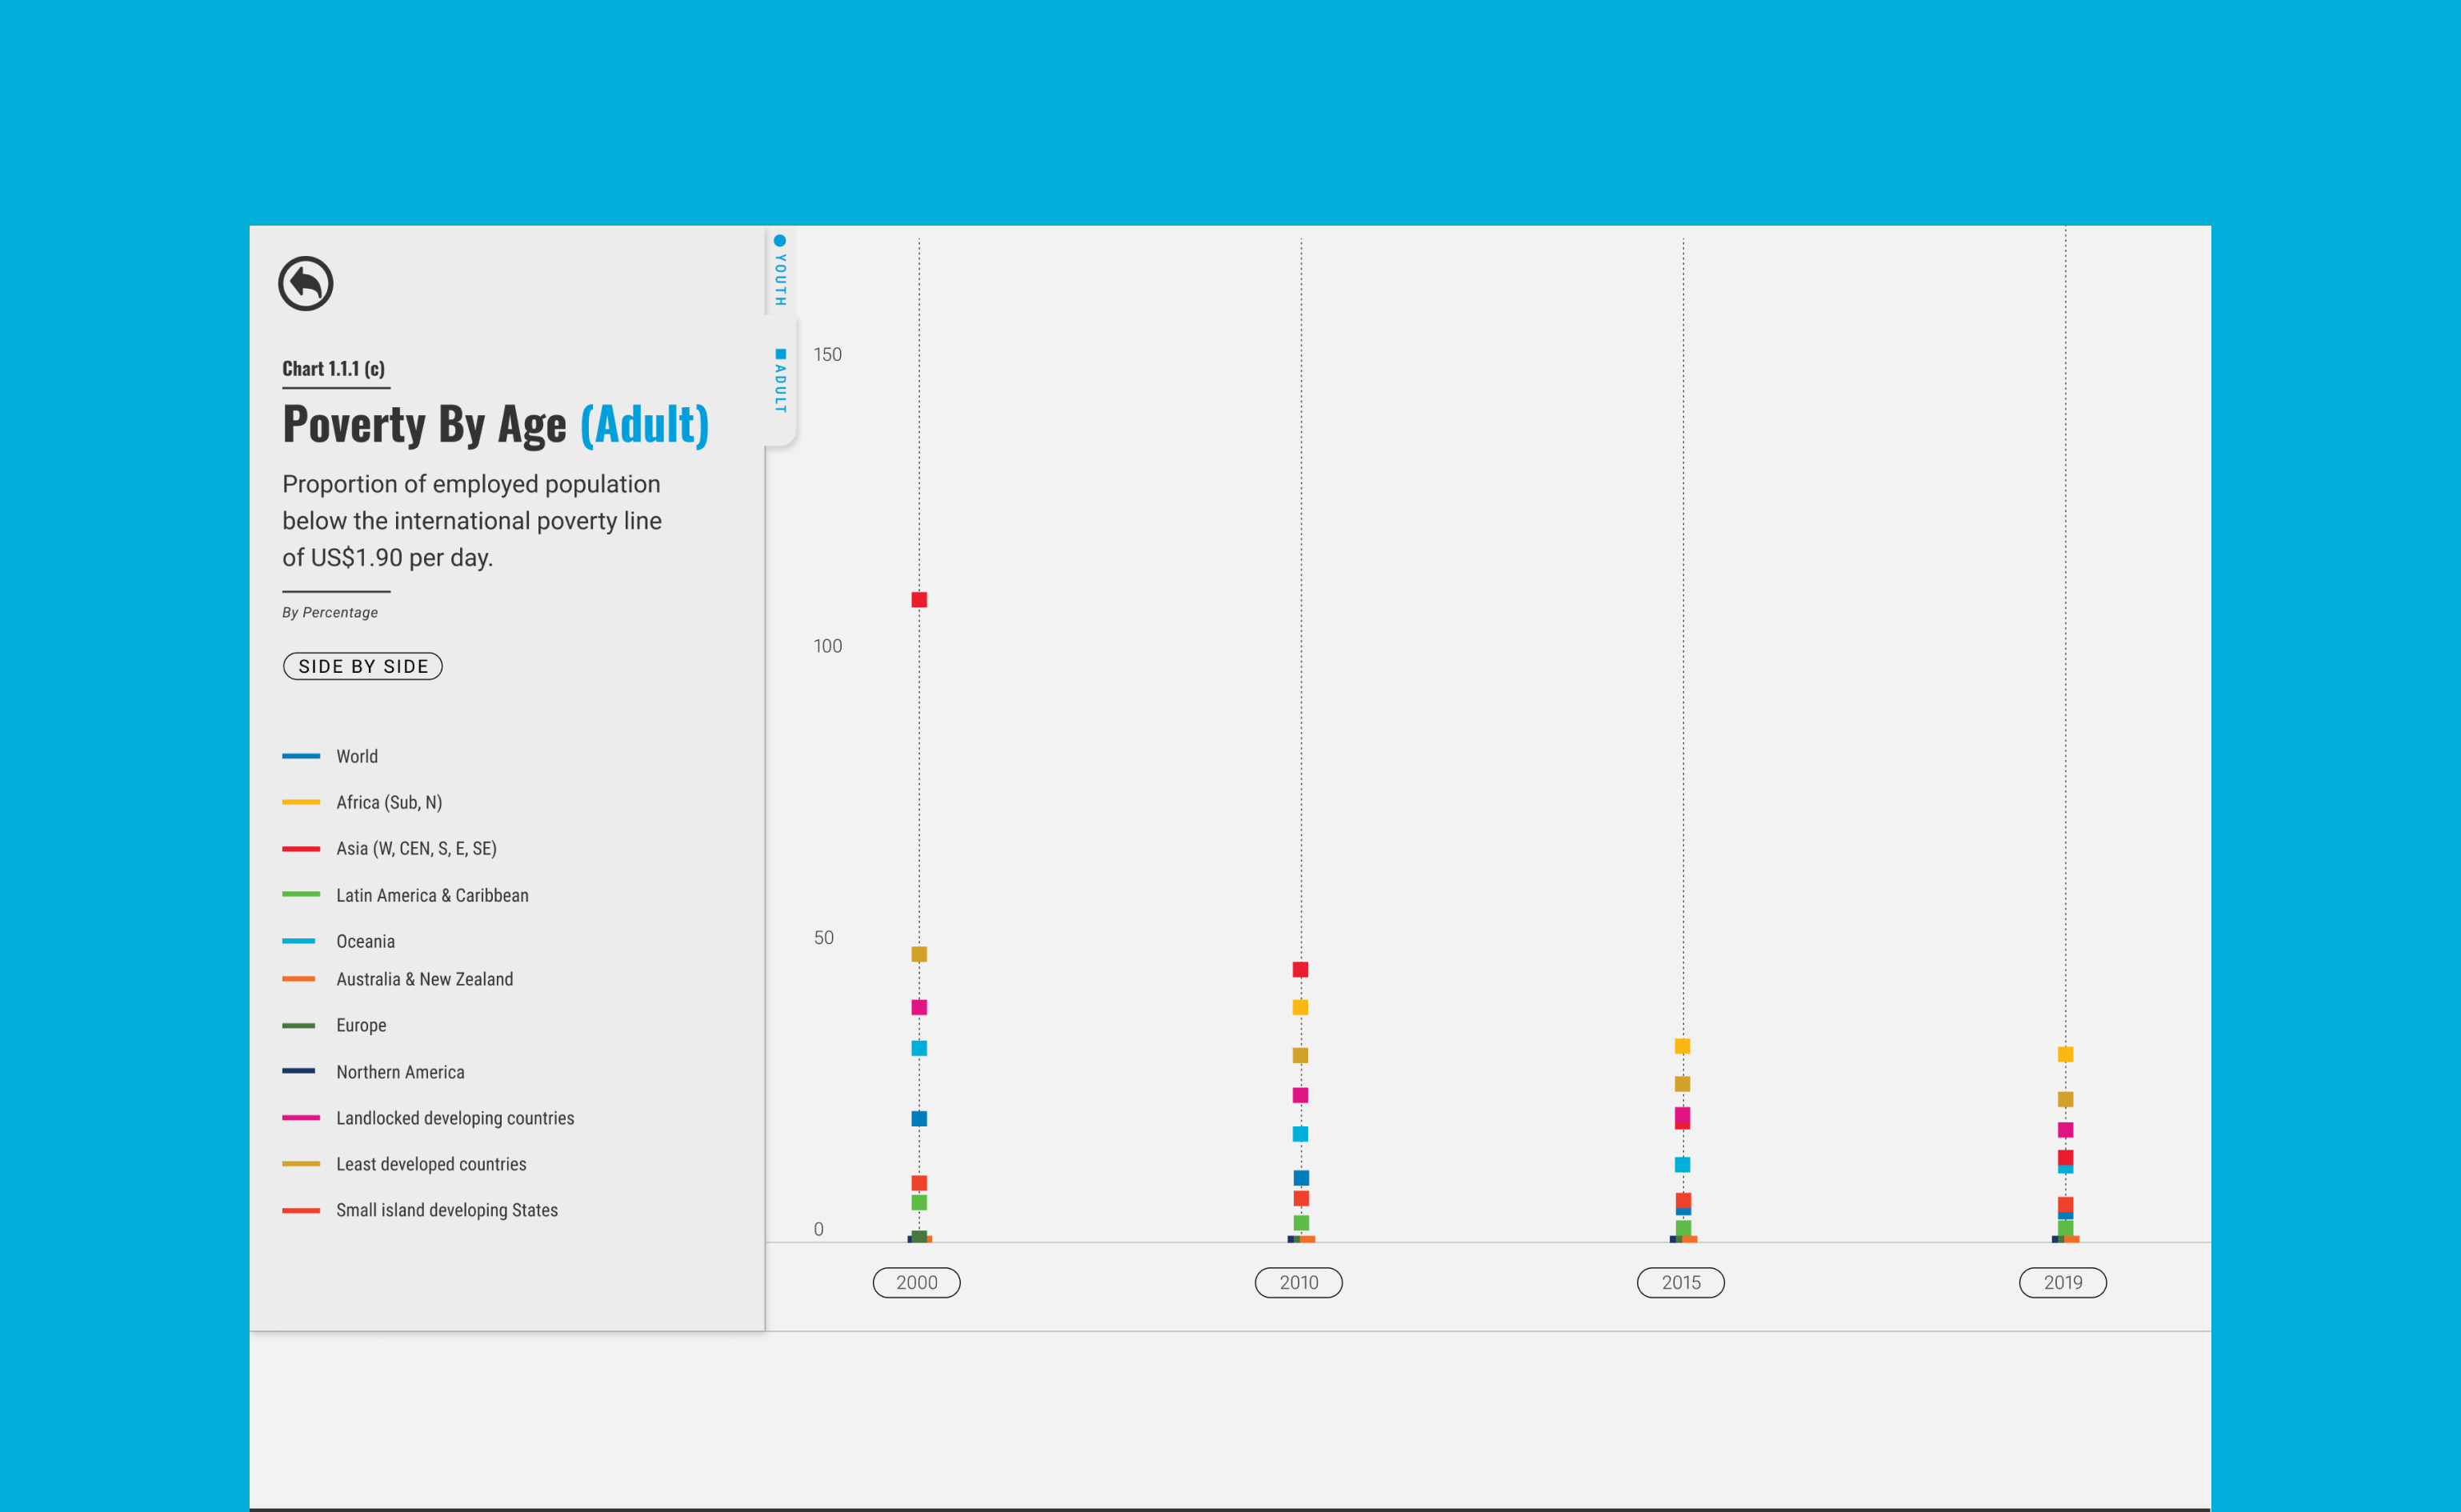 Chart 1.1.1 (c)
Poverty By Age (Adult)
Proportion of employed population
below the international poverty line
of US$1.90 per day.
By Percentage
SIDE BY SIDE
World
Africa (Sub, N)
Asia (W, CEN, S, E, SE)
Latin America & Caribbean
Oceania
Australia & New Zealand
Europe
Northern America
Landlocked developing countries
Least developed countries
Small island developing States
YOUTH
ADULT
150
100
50
0
2000
2010
2015
2019